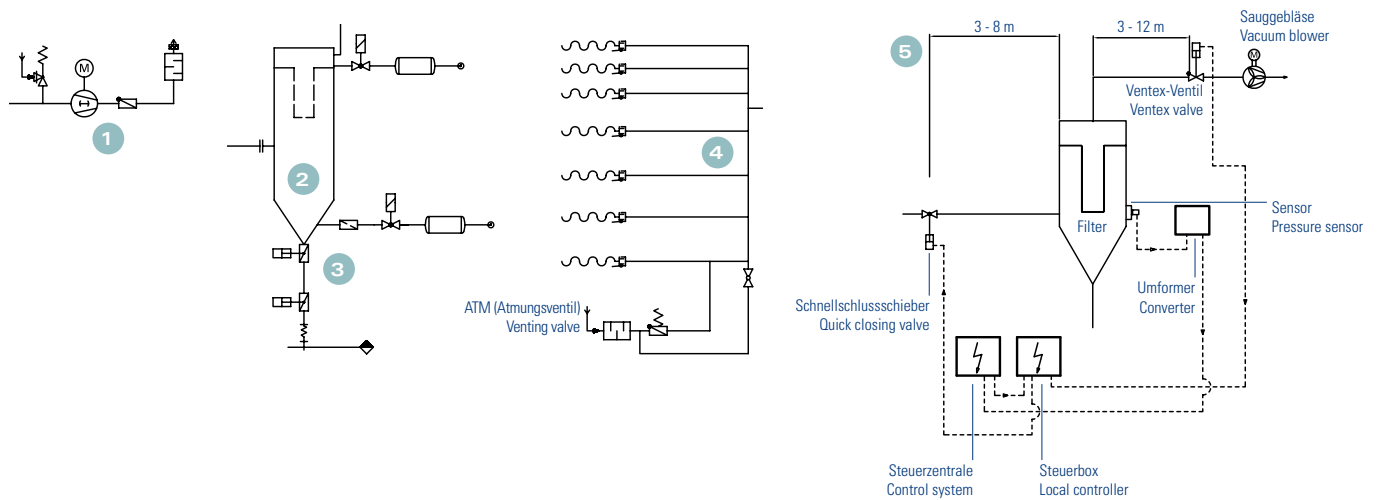 M
1
2
3
4
ATM (Atmungsventil)
Venting valve
5
3 - 8 m
3 - 12 m
Sauggebläse
Vacuum blower
M
Ventex-Ventil
Ventex valve
Filter
Sensor
Pressure sensor
Umformer
Converter
Schnellschlussschieber
Quick closing valve
Steuerzentrale
Control system
Steuerbox
Local controller